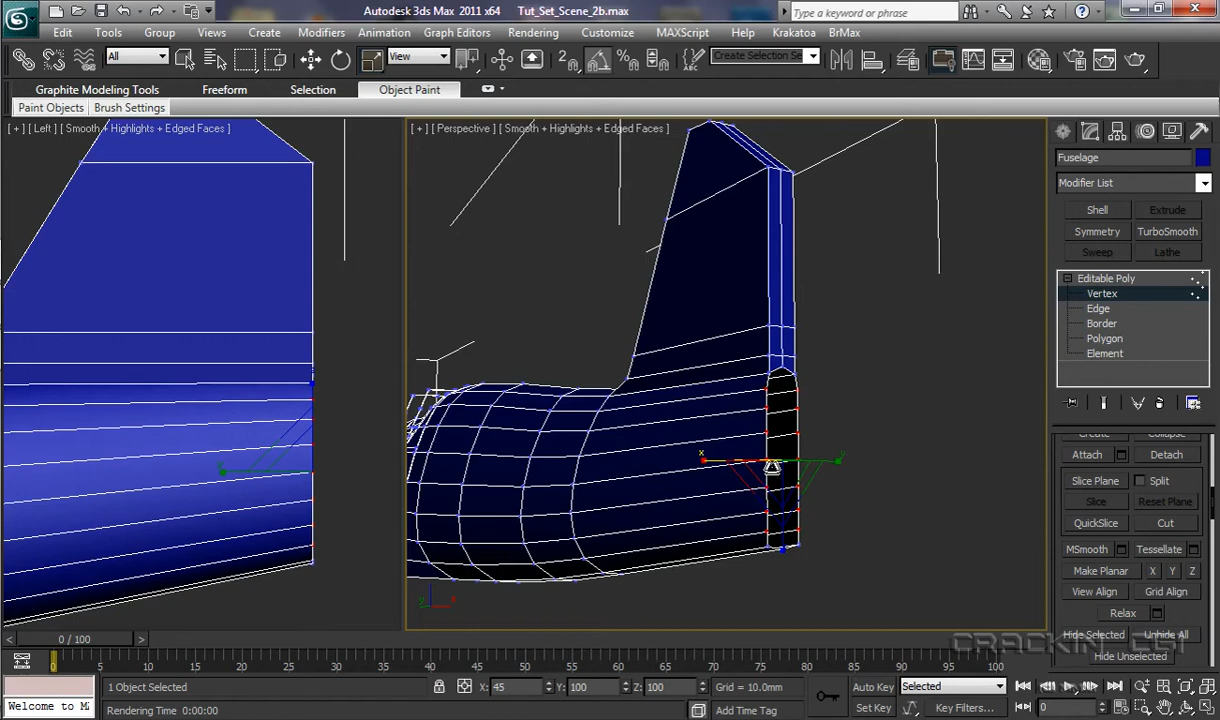 Autodesk 3ds Max 2011 x64 Tut_Set_Scene_2b.max
Type a keyword or phrase
Edit Tools Group Views Create Modifiers Animation Graph Editors Rendering Customize MAXScript Help Krakatoa BrMax
All View Create Selection Se
Graphite Modeling Tools Freeform Selection Object Paint
Paint Objects Brush Settings
[ + ] [ Left ] [ Smooth + Highlights + Edged Faces ]
[ + ] [ Perspective ] [ Smooth + Highlights + Edged Faces ]
Fuselage
Modifier List
Shell Extrude
Symmetry TurboSmooth
Sweep Lathe
Editable Poly
Vertex
Edge
Border
Polygon
Element
Create Collapse
Attach Detach
Slice Plane Split
Slice Reset Plane
QuickSlice Cut
MSmooth Tessellate
Make Planar X Y Z
View Align Grid Align
Relax
Hide Selected Unhide All
Hide Unselected
CRACKIN CGI
x
y
0 / 100
0 5 10 15 20 25 30 35 40 45 50 55 60 65 70 75 80 85 90 95 100
1 Object Selected X: 45 Y: 100 Z: 100 Grid = 10.0mm Auto Key Selected
Welcome to MA Rendering Time 0:00:00 Add Time Tag Set Key Key Filters... 0